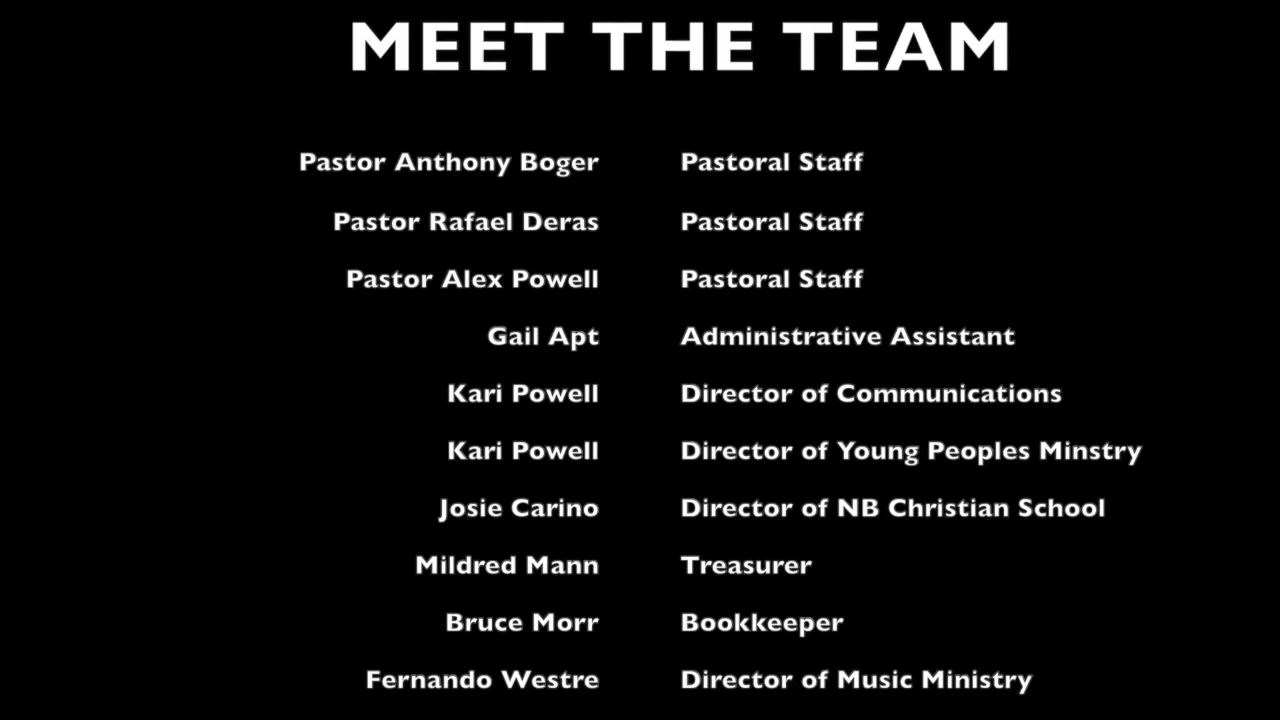 MEET THE TEAM
Pastor Anthony Boger Pastoral Staff
Pastor Rafael Deras Pastoral Staff
Pastor Alex Powell Pastoral Staff
Gail Apt Administrative Assistant
Kari Powell Director of Communications
Kari Powell Director of Young Peoples Minstry
Josie Carino Director of NB Christian School
Mildred Mann Treasurer
Bruce Morr Bookkeeper
Fernando Westre Director of Music Ministry